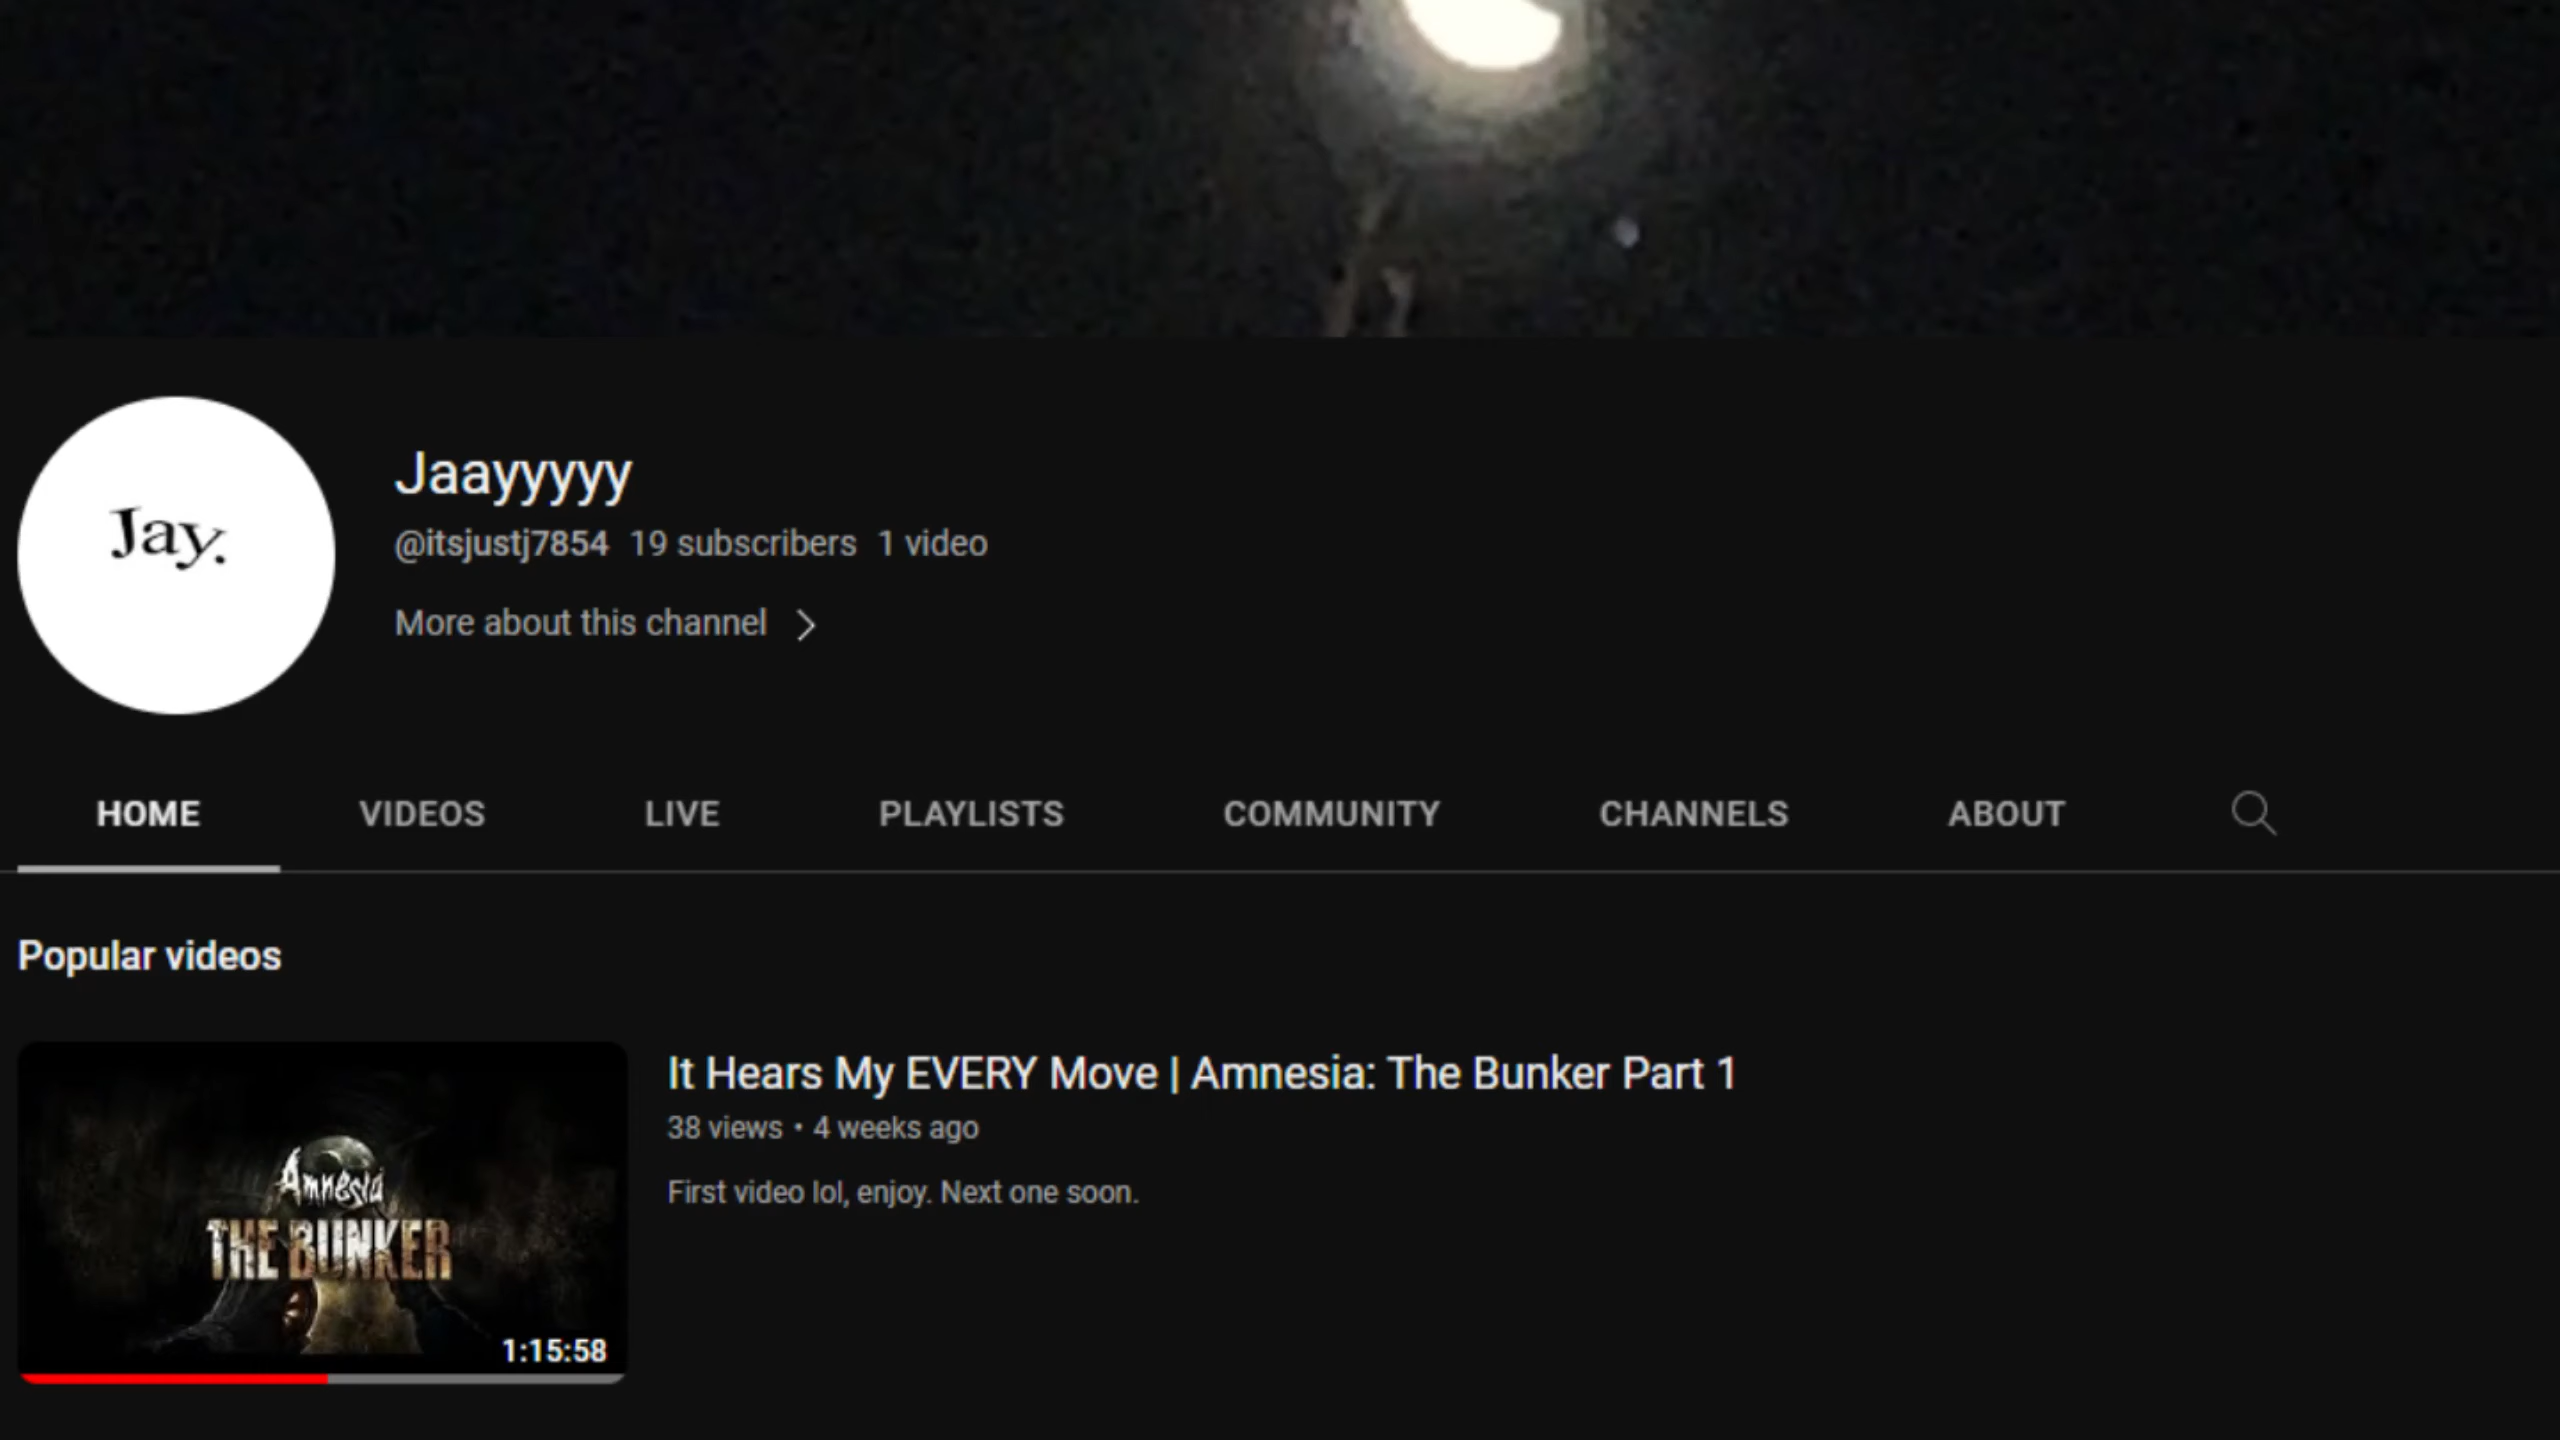 Jay.
Jaayyyyy
@itsjustj7854 19 subscribers 1 video
More about this channel
HOME VIDEOS LIVE PLAYLISTS COMMUNITY CHANNELS ABOUT
Popular videos
It Hears My EVERY Move | Amnesia: The Bunker Part 1
38 views • 4 weeks ago
First video lol, enjoy. Next one soon.
Amnesia
THE BUNKER
1:15:58